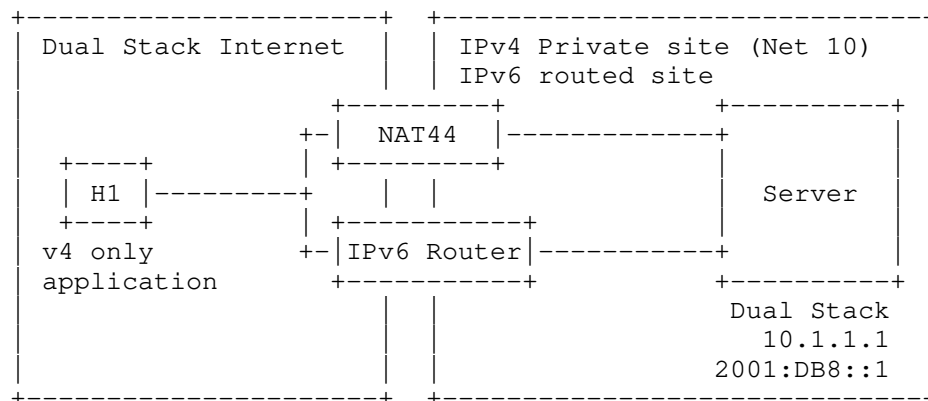 Dual Stack Internet
IPv4 Private site (Net 10)
IPv6 routed site
NAT44
H1
Server
v4 only
application
IPv6 Router
Dual Stack
10.1.1.1
2001:DB8::1